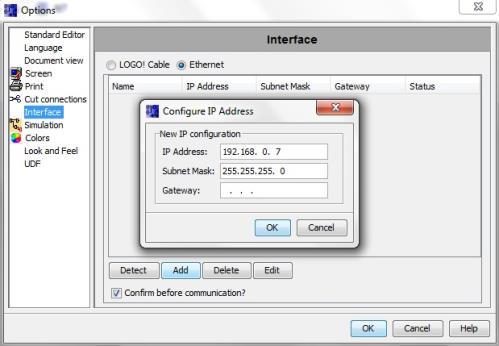 Options
Standard Editor
Language
Document view
Screen
Print
Cut connections
Interface
Simulation
Colors
Look and Feel
UDF
Interface
LOGO! Cable Ethernet
Name IP Address Subnet Mask Gateway Status
Configure IP Address
New IP configuration
IP Address: 192.168. 0. 7
Subnet Mask: 255.255.255. 0
Gateway: . . .
OK Cancel
Detect Add Delete Edit
Confirm before communication?
OK Cancel Help